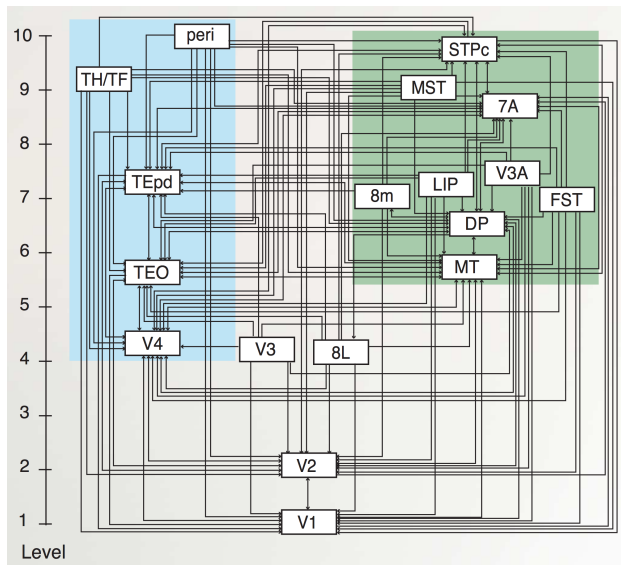 10
peri
STPc
TH/TF
MST
9
7A
8
V3A
TEpd
LIP
8m
FST
7
DP
6
TEO
MT
5
V4
V3
8L
4
3
V2
2
V1
1
Level